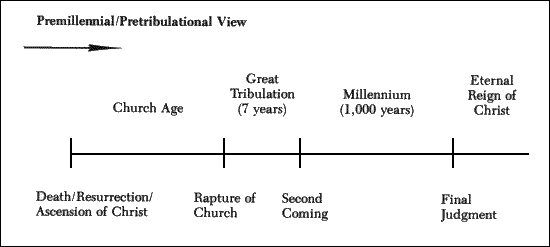 Premillennial/Pretribulational View
Great
Tribulation
(7 years)
Church Age
Millennium
(1,000 years)
Eternal
Reign of
Christ
Death/Resurrection/
Ascension of Christ
Rapture of
Church
Second
Coming
Final
Judgment